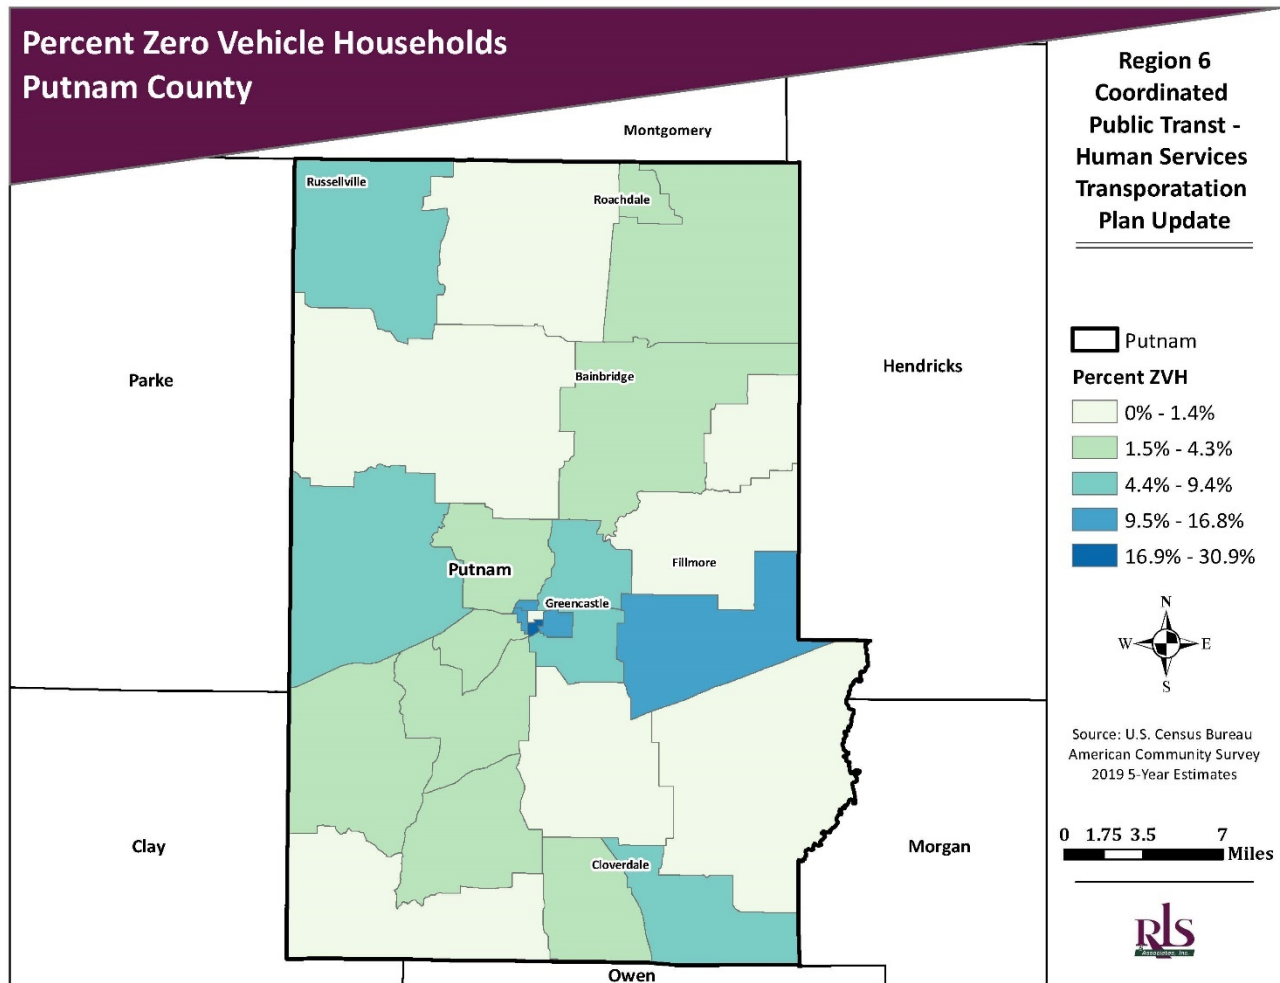 Percent Zero Vehicle Households
Putnam County
Region 6
Coordinated
Public Transt -
Human Services
Transporatation
Plan Update
Montgomery
Russellville
Roachdale
Parke
Hendricks
Bainbridge
Putnam
Fillmore
Greencastle
Clay
Morgan
Cloverdale
Owen
Putnam
Percent ZVH
0% - 1.4%
1.5% - 4.3%
4.4% - 9.4%
9.5% - 16.8%
16.9% - 30.9%
N
W E
S
Source: U.S. Census Bureau
American Community Survey
2019 5-Year Estimates
0 1.75 3.5 7
Miles
RLS
& Associates, Inc.